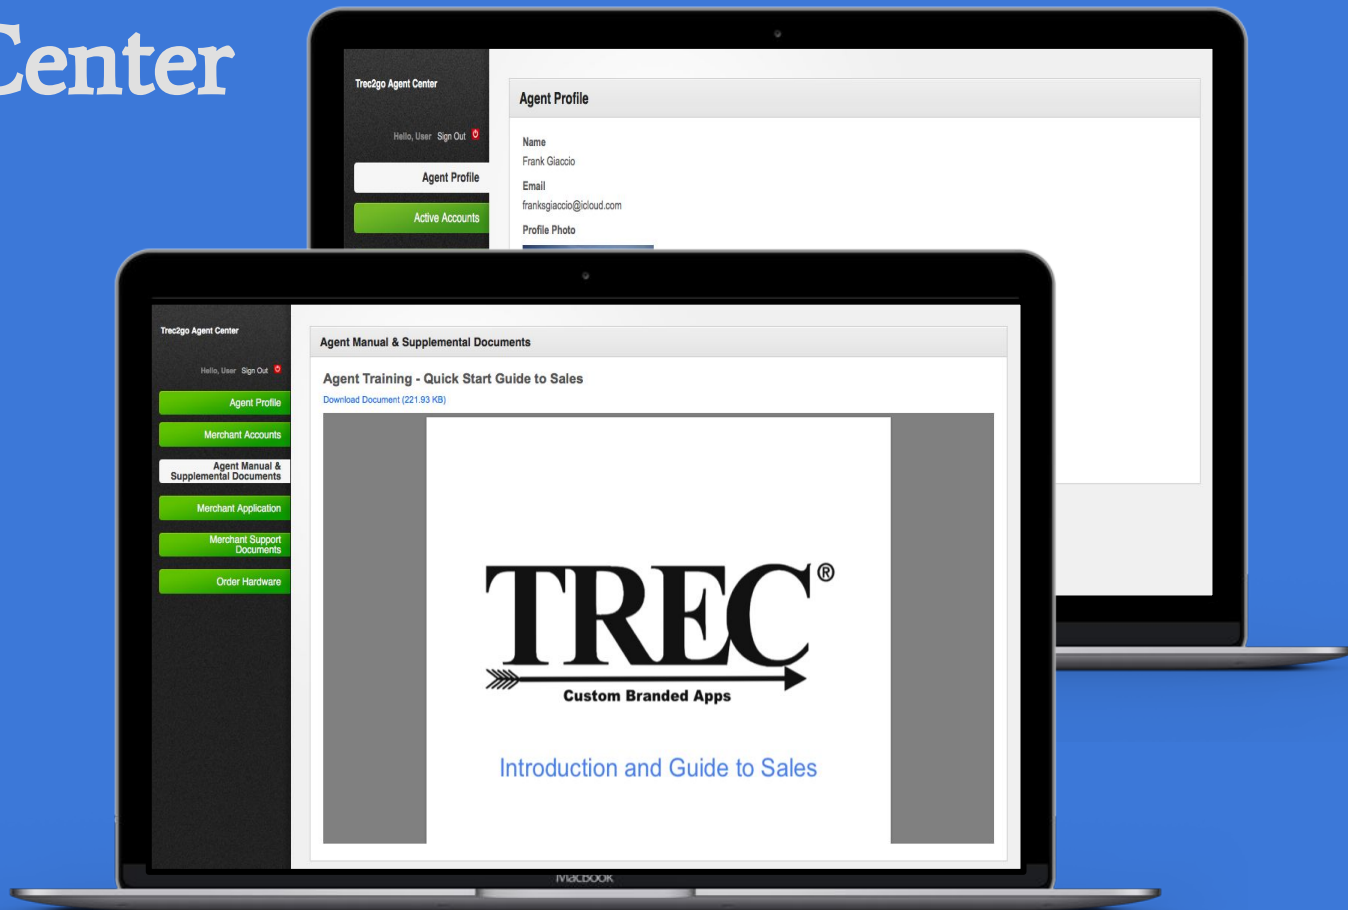 Center
Trec2go Agent Center
Hello, User Sign Out
Agent Profile
Active Accounts
Agent Profile
Name
Frank Giaccio
Email
franksgiaccio@icloud.com
Profile Photo
Trec2go Agent Center
Hello, User Sign Out
Agent Profile
Merchant Accounts
Agent Manual &
Supplemental Documents
Merchant Application
Merchant Support
Documents
Order Hardware
Agent Manual & Supplemental Documents
Agent Training - Quick Start Guide to Sales
Download Document (221.93 KB)
TREC®
Custom Branded Apps
Introduction and Guide to Sales
MacBook